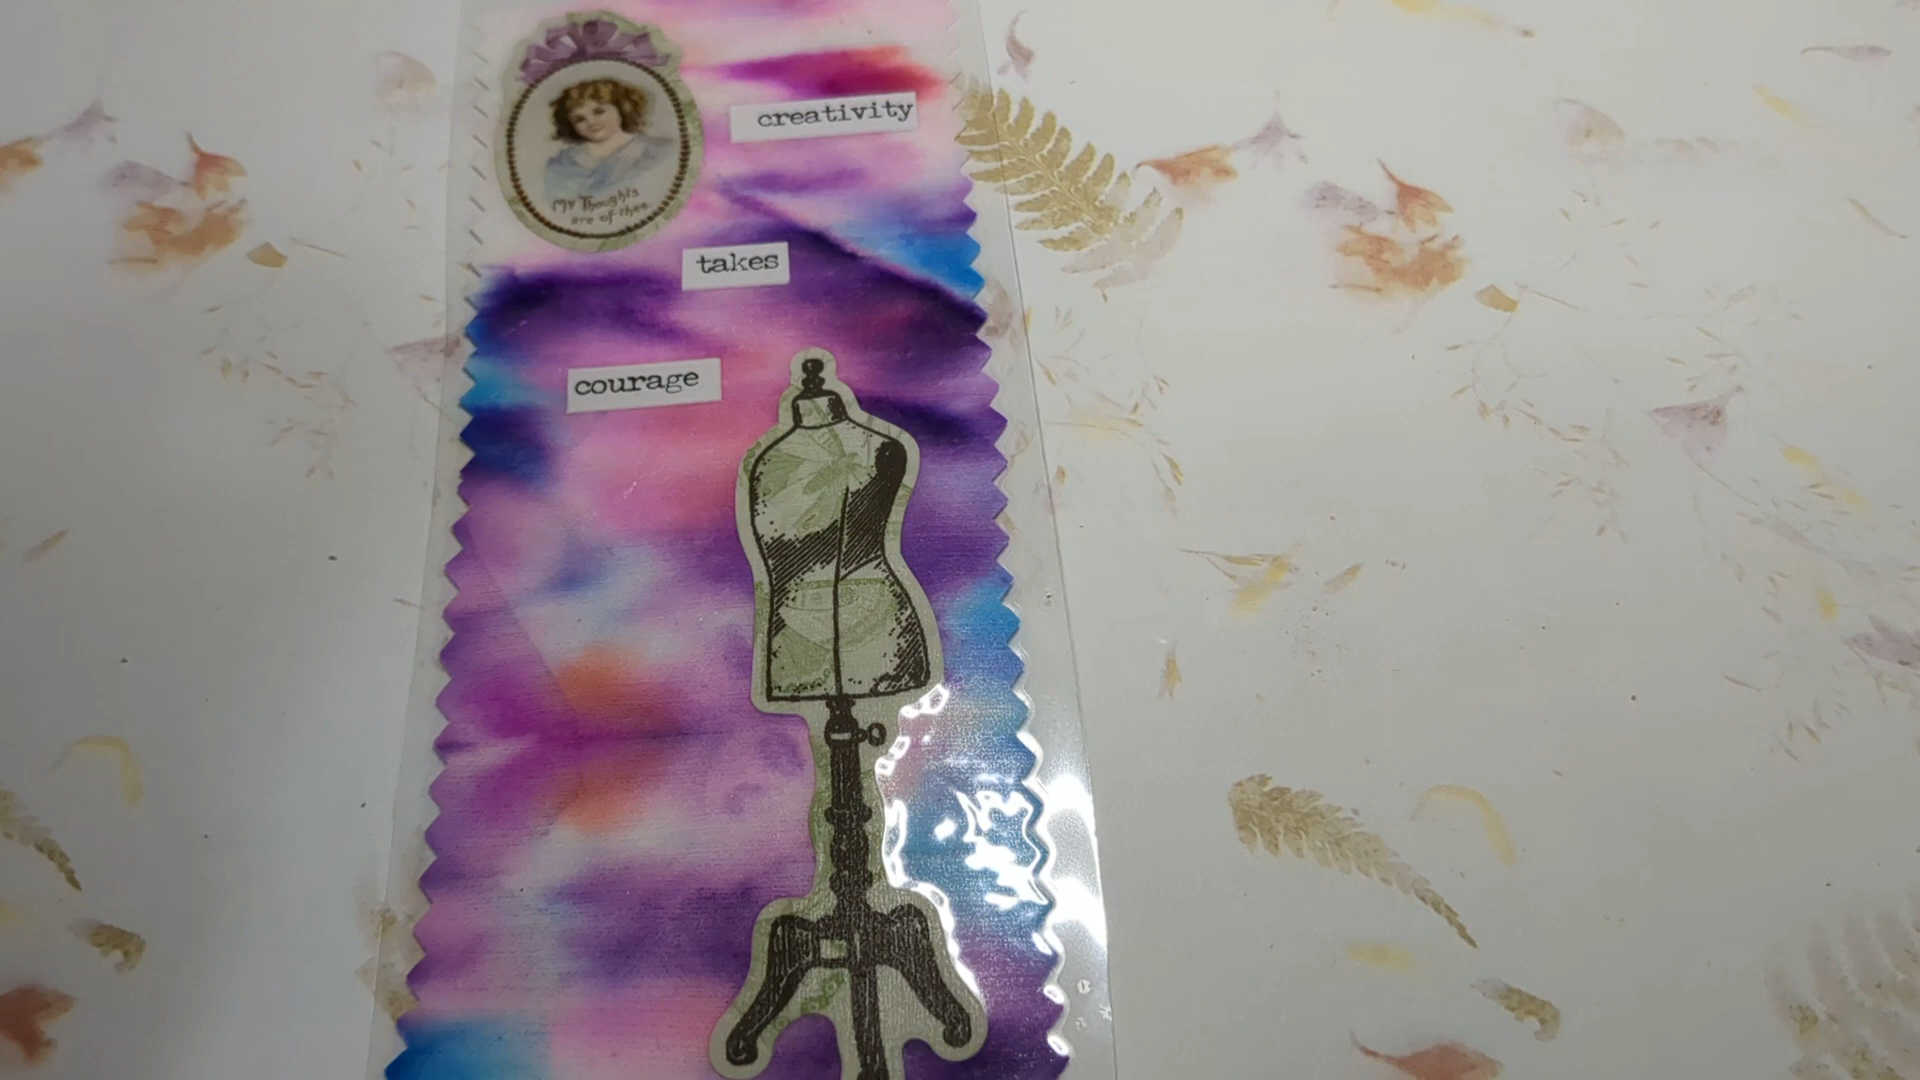 creativity
My Thoughts
are of thee.
takes
courage